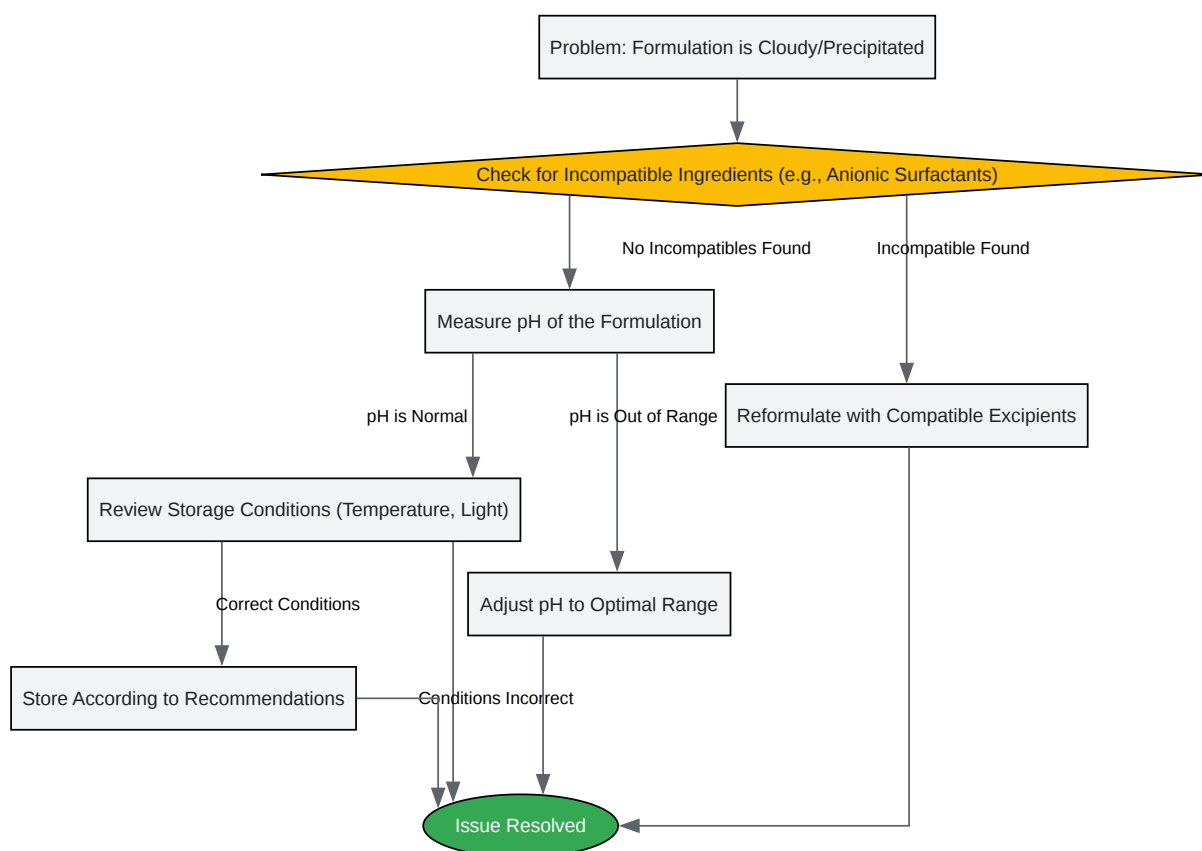 Problem: Formulation is Cloudy/Precipitated
Check for Incompatible Ingredients (e.g., Anionic Surfactants)
No Incompatibles Found
Incompatible Found
Measure pH of the Formulation
pH is Normal
pH is Out of Range
Reformulate with Compatible Excipients
Review Storage Conditions (Temperature, Light)
Correct Conditions
Adjust pH to Optimal Range
Store According to Recommendations
Conditions Incorrect
Issue Resolved